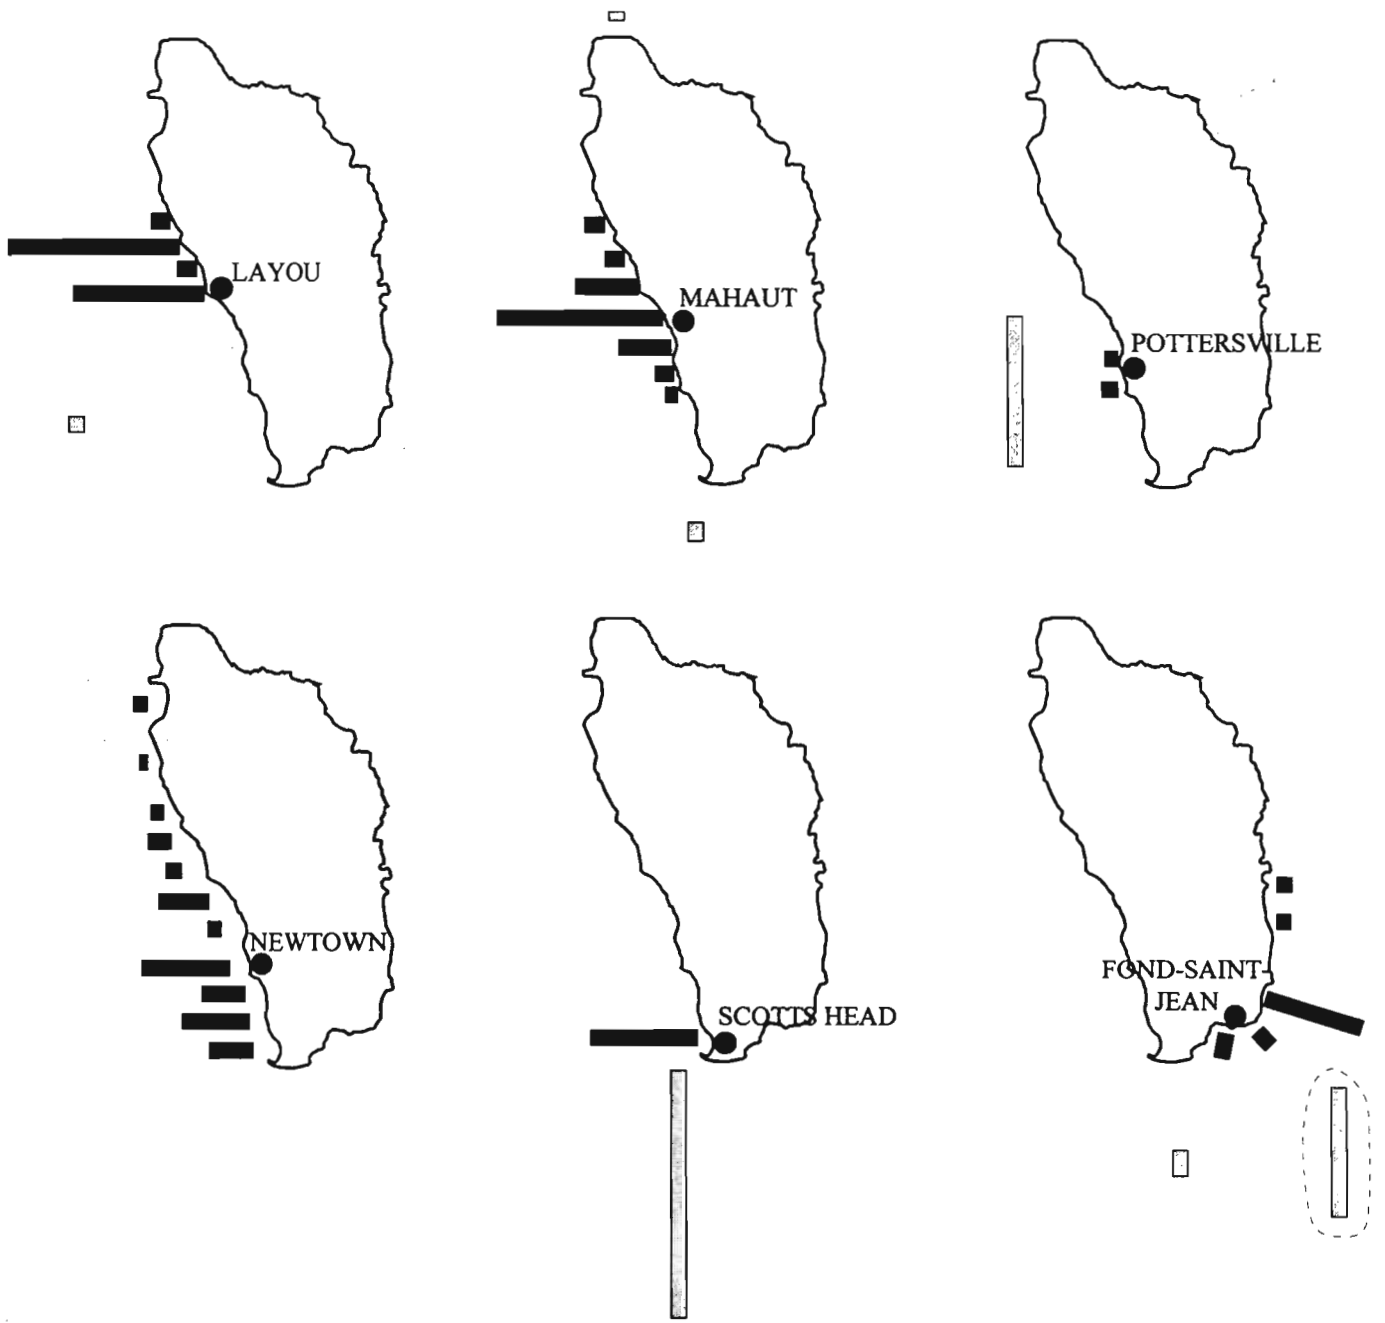 LAYOU
MAHAUT
POTTERSVILLE
NEWTOWN
SCOTTS HEAD
FOND-SAINT-
JEAN